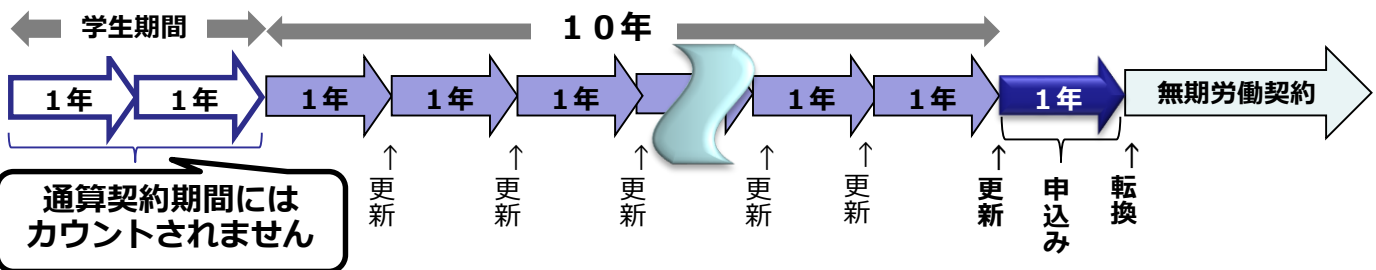 学生期間
10年
1年
1年
1年
1年
1年
1年
1年
1年
無期労働契約
通算契約期間には
カウントされません
↑更新
↑更新
↑更新
↑更新
↑更新
↑更新
申込み
↑転換